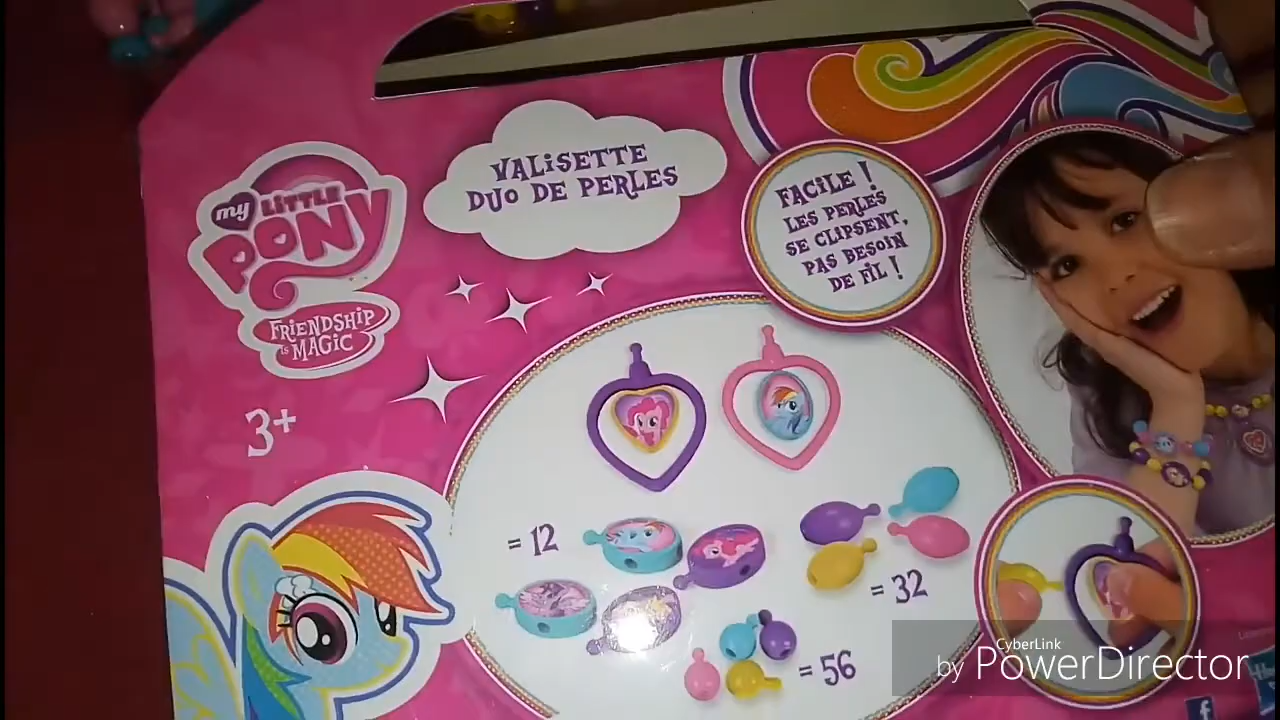 VALISETTE
DUO DE PERLES
my LITTLE
PONY
FRIENDSHIP
IS MAGIC
FACILE !
LES PERLES
SE CLIPSENT,
PAS BESOIN
DE FIL !
3+
= 12
= 32
= 56
CyberLink
by PowerDirector
f